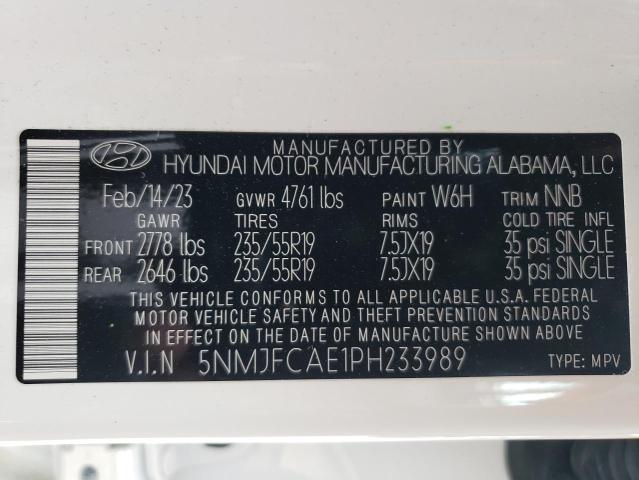 MANUFACTURED BY
HYUNDAI MOTOR MANUFACTURING ALABAMA, LLC
Feb/14/23 GVWR 4761 lbs PAINT W6H TRIM NNB
GAWR TIRES RIMS COLD TIRE INFL
FRONT 2778 lbs 235/55R19 7.5JX19 35 psi SINGLE
REAR 2646 lbs 235/55R19 7.5JX19 35 psi SINGLE
THIS VEHICLE CONFORMS TO ALL APPLICABLE U.S.A. FEDERAL
MOTOR VEHICLE SAFETY AND THEFT PREVENTION STANDARDS
IN EFFECT ON THE DATE OF MANUFACTURE SHOWN ABOVE.
V.I.N 5NMJFCAE1PH233989 TYPE: MPV